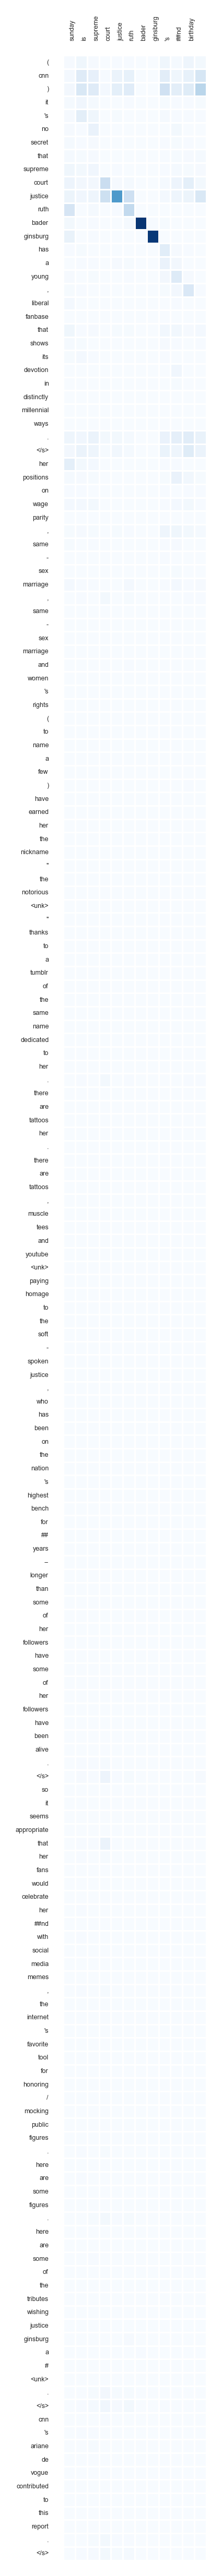 sunday
is
supreme
court
justice
ruth
bader
ginsburg
's
##nd
birthday
.
(
cnn
)
it
's
no
secret
that
supreme
court
justice
ruth
bader
ginsburg
has
a
young
,
liberal
fanbase
that
shows
its
devotion
in
distinctly
millennial
ways
.
</s>
her
positions
on
wage
parity
,
same
-
sex
marriage
,
same
-
sex
marriage
and
women
's
rights
(
to
name
a
few
)
have
earned
her
the
nickname
"
the
notorious
<unk>
"
thanks
to
a
tumblr
of
the
same
name
dedicated
to
her
.
there
are
tattoos
her
.
there
are
tattoos
,
muscle
tees
and
youtube
<unk>
paying
homage
to
the
soft
-
spoken
justice
,
who
has
been
on
the
nation
's
highest
bench
for
##
years
–
longer
than
some
of
her
followers
have
some
of
her
followers
have
been
alive
.
</s>
so
it
seems
appropriate
that
her
fans
would
celebrate
her
##nd
with
social
media
memes
,
the
internet
's
favorite
tool
for
honoring
/
mocking
public
figures
.
here
are
some
figures
.
here
are
some
of
the
tributes
wishing
justice
ginsburg
a
#
<unk>
.
</s>
cnn
's
ariane
de
vogue
contributed
to
this
report
.
</s>